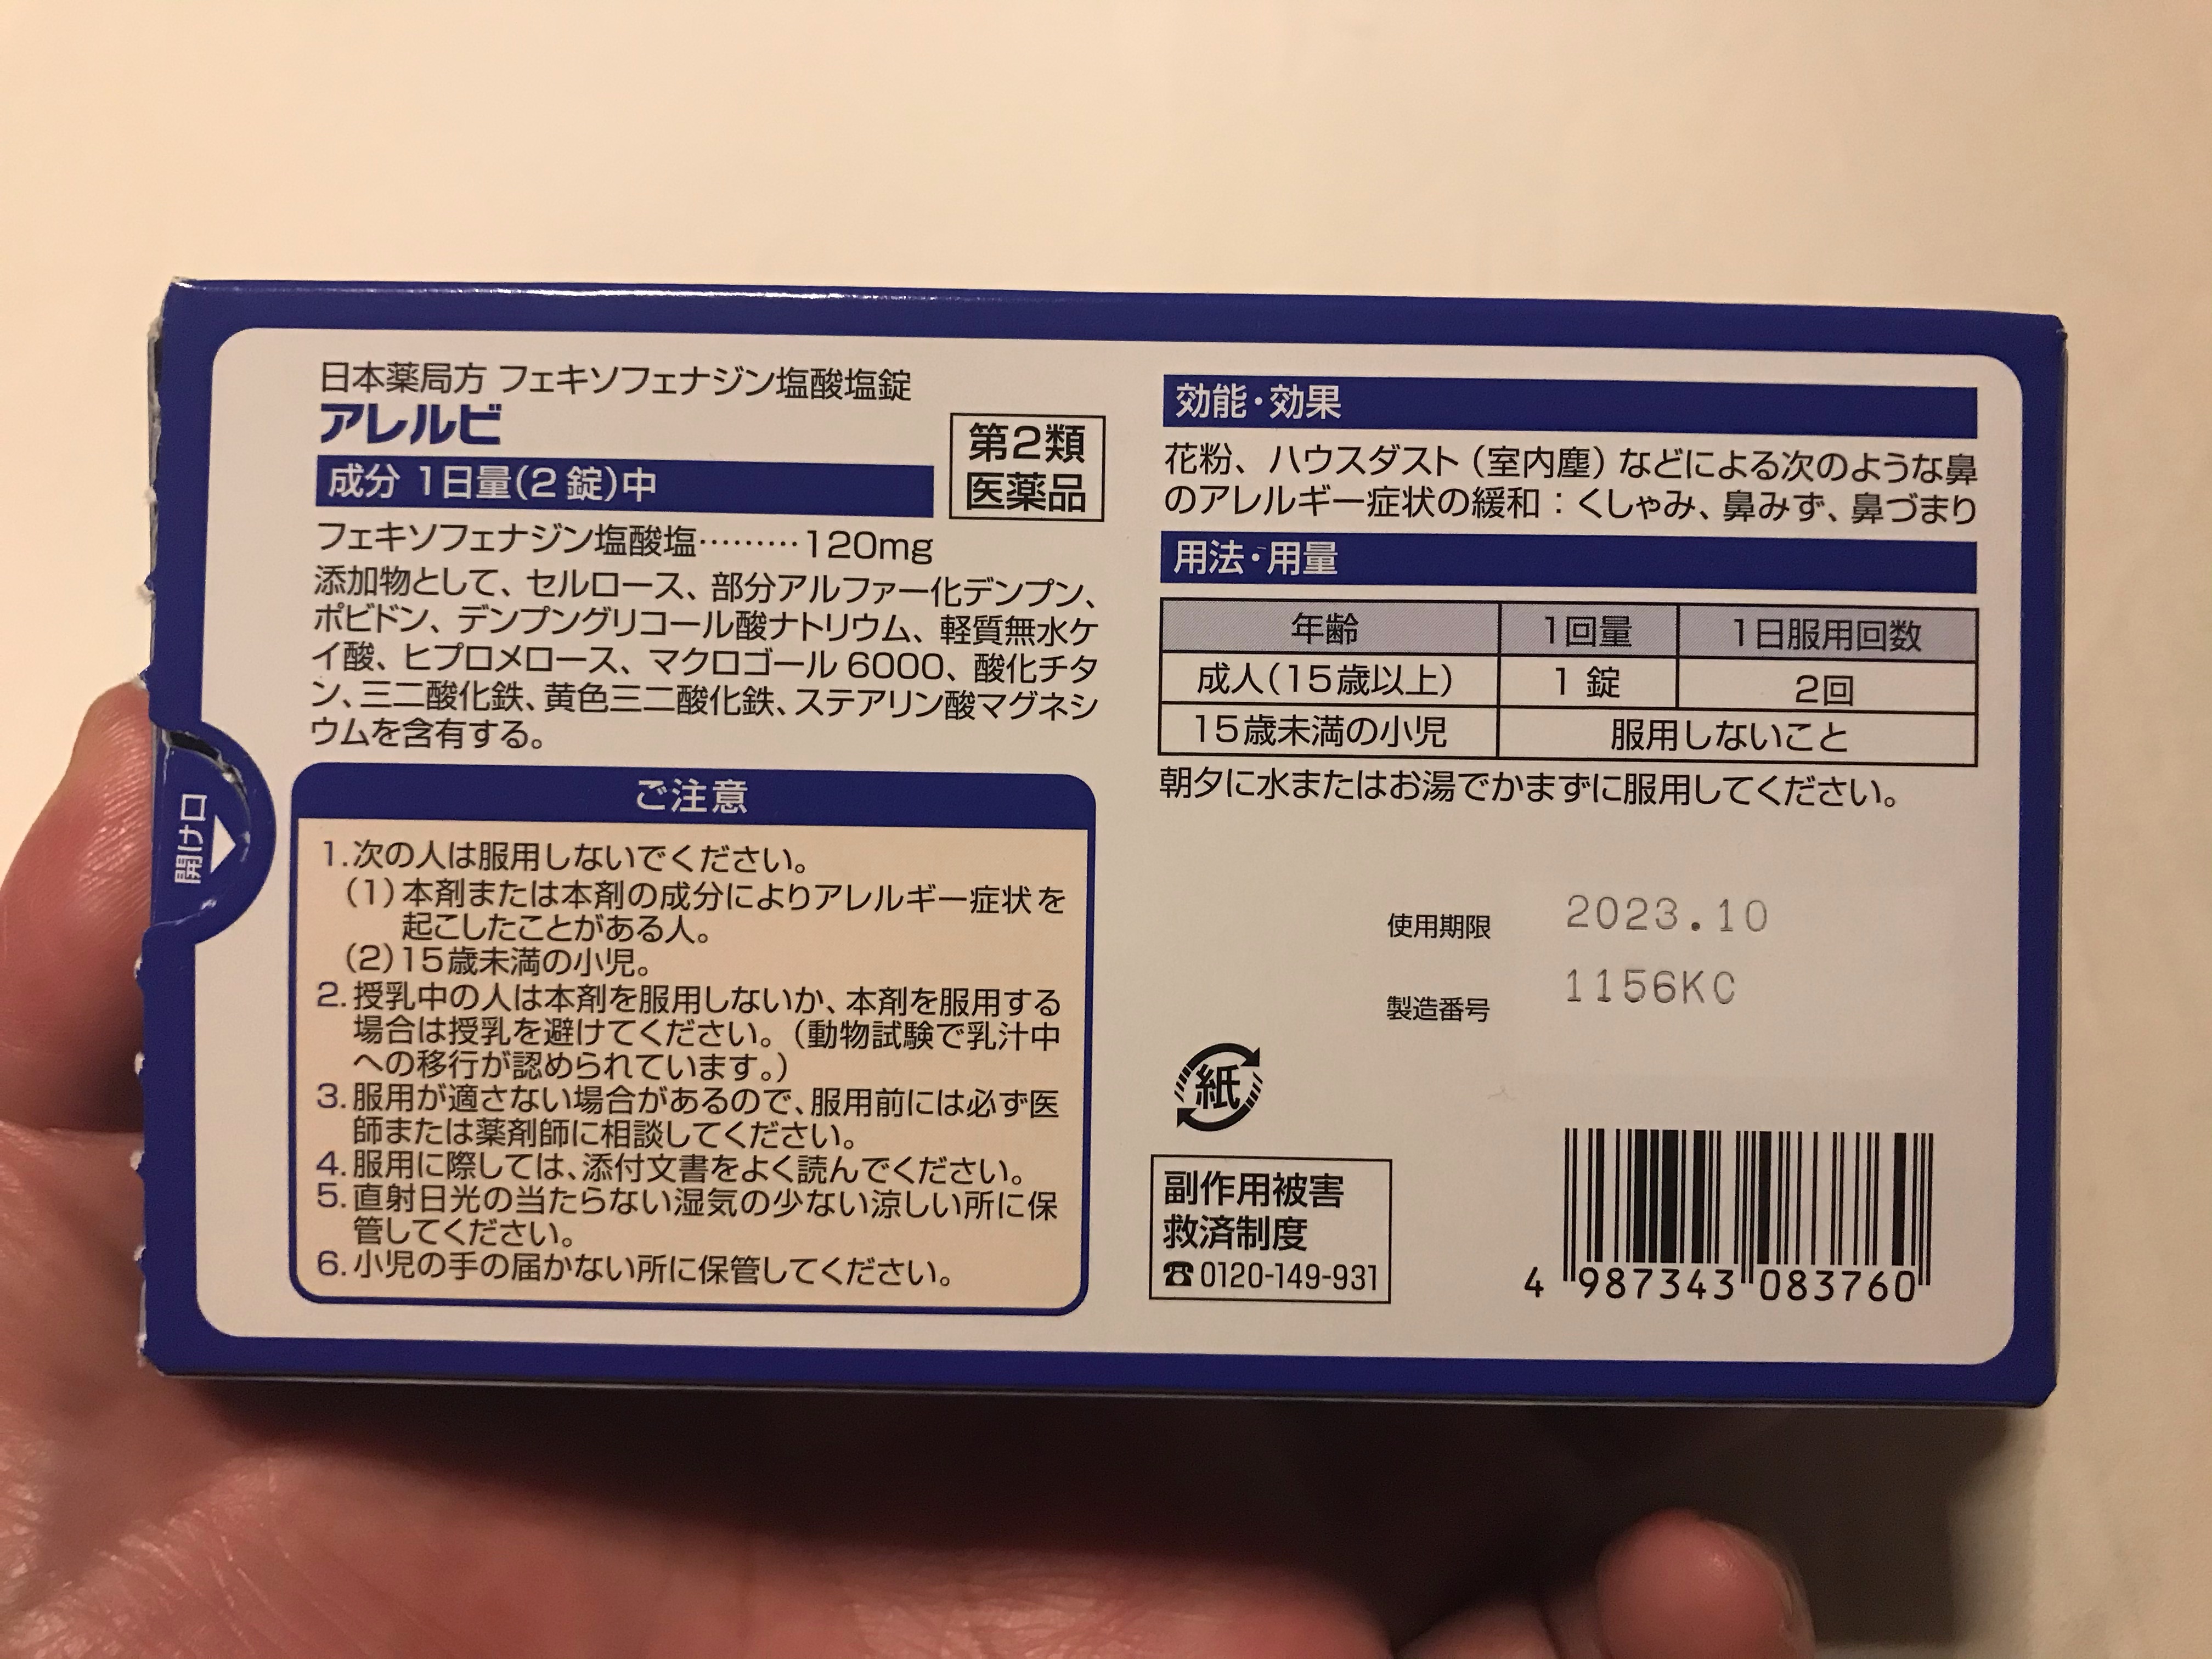 日本薬局方 フェキソフェナジン塩酸塩錠
アレルビ
第2類
医薬品
成分 1日量(2錠)中
フェキソフェナジン塩酸塩………120mg
添加物として、セルロース、部分アルファー化デンプン、
ポビドン、デンプングリコール酸ナトリウム、軽質無水ケ
イ酸、ヒプロメロース、マクロゴール 6000、酸化チタ
ン、三二酸化鉄、黄色三二酸化鉄、ステアリン酸マグネシ
ウムを含有する。
開け口
ご注意
1.次の人は服用しないでください。
(1)本剤または本剤の成分によりアレルギー症状を
起こしたことがある人。
(2)15歳未満の小児。
2.授乳中の人は本剤を服用しないか、本剤を服用する
場合は授乳を避けてください。(動物試験で乳汁中
への移行が認められています。)
3.服用が適さない場合があるので、服用前には必ず医
師または薬剤師に相談してください。
4.服用に際しては、添付文書をよく読んでください。
5.直射日光の当たらない湿気の少ない涼しい所に保
管してください。
6.小児の手の届かない所に保管してください。
効能・効果
花粉、ハウスダスト(室内塵)などによる次のような鼻
のアレルギー症状の緩和:くしゃみ、鼻みず、鼻づまり
用法・用量
年齢 1回量 1日服用回数
成人(15歳以上) 1 錠 2回
15歳未満の小児 服用しないこと
朝夕に水またはお湯でかまずに服用してください。
使用期限 2023.10
製造番号 1156KC
紙
副作用被害
救済制度
☎0120-149-931
4 987343 083760